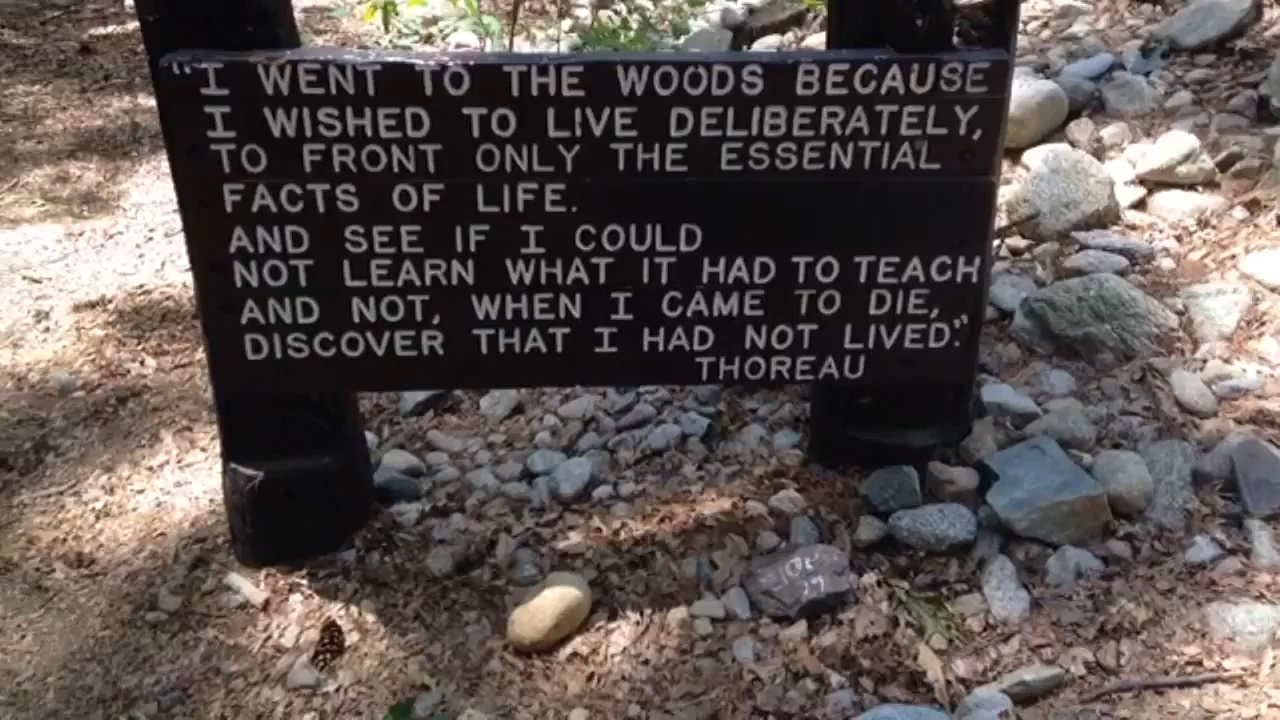 "I WENT TO THE WOODS BECAUSE
I WISHED TO LIVE DELIBERATELY,
TO FRONT ONLY THE ESSENTIAL
FACTS OF LIFE.
AND SEE IF I COULD
NOT LEARN WHAT IT HAD TO TEACH
AND NOT, WHEN I CAME TO DIE,
DISCOVER THAT I HAD NOT LIVED."
THOREAU